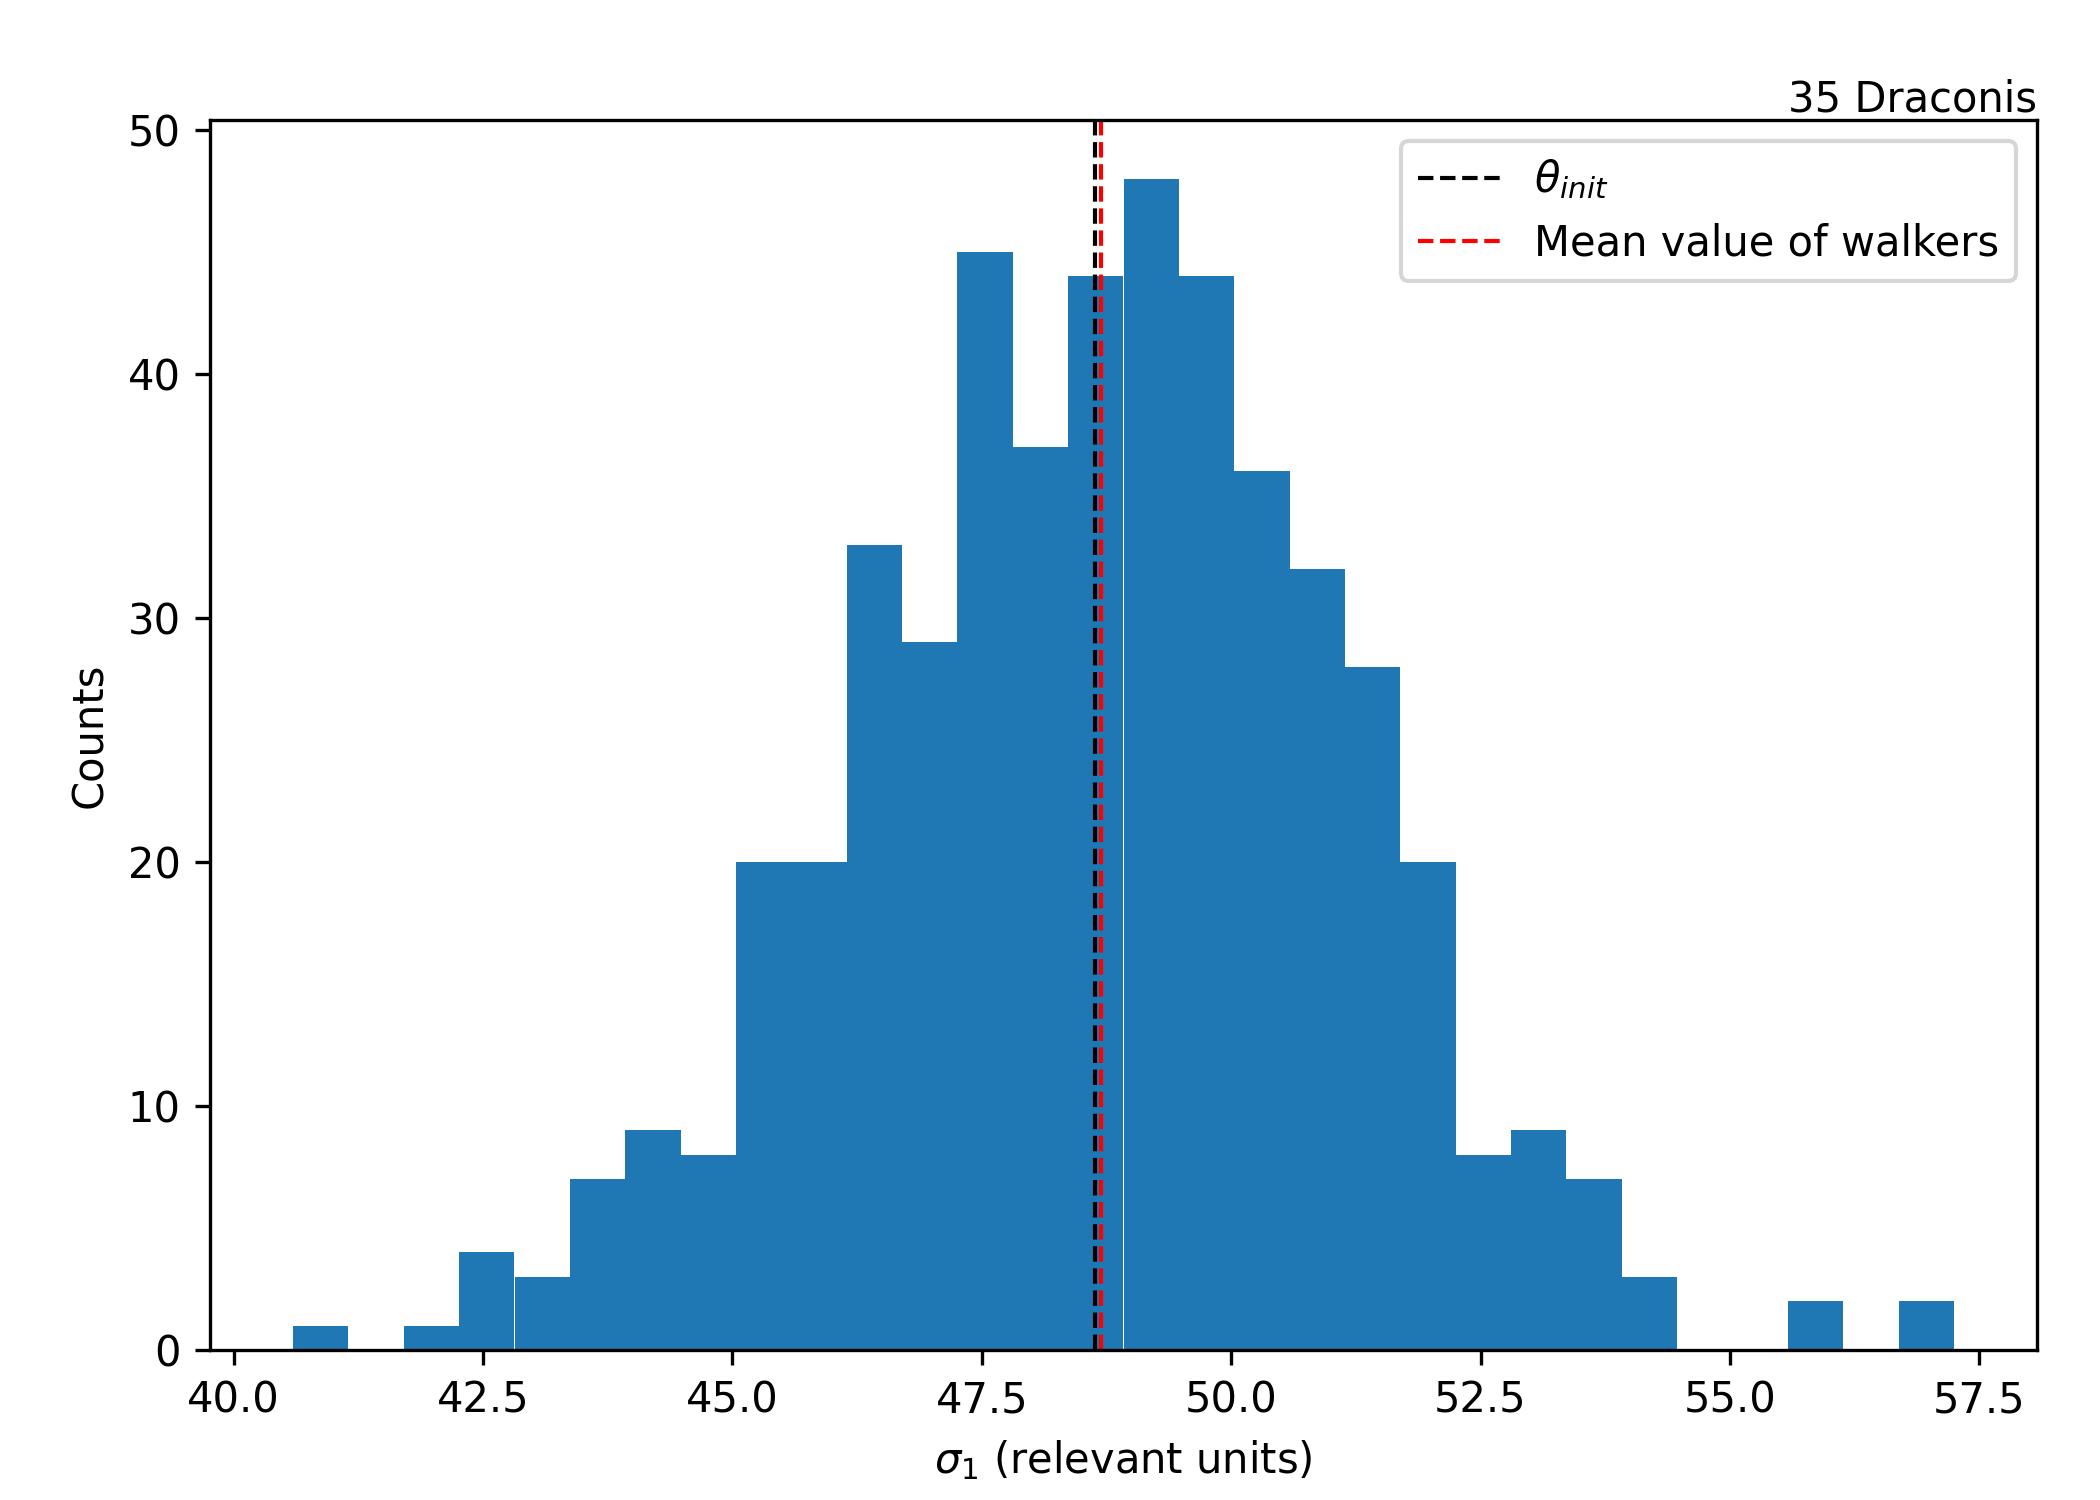 35 Draconis
50
40
30
20
10
0
Counts
θ_init
Mean value of walkers
40.0 42.5 45.0 47.5 50.0 52.5 55.0 57.5
σ₁ (relevant units)